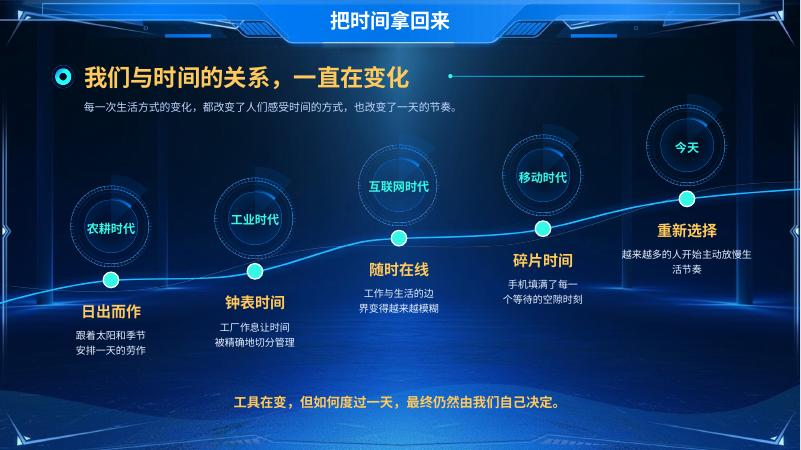 把时间拿回来
我们与时间的关系，一直在变化
每一次生活方式的变化，都改变了人们感受时间的方式，也改变了一天的节奏。
农耕时代
日出而作
跟着太阳和季节
安排一天的劳作
工业时代
钟表时间
工厂作息让时间
被精确地切分管理
互联网时代
随时在线
工作与生活的边
界变得越来越模糊
移动时代
碎片时间
手机填满了每一
个等待的空隙时刻
今天
重新选择
越来越多的人开始主动放慢生
活节奏
工具在变，但如何度过一天，最终仍然由我们自己决定。